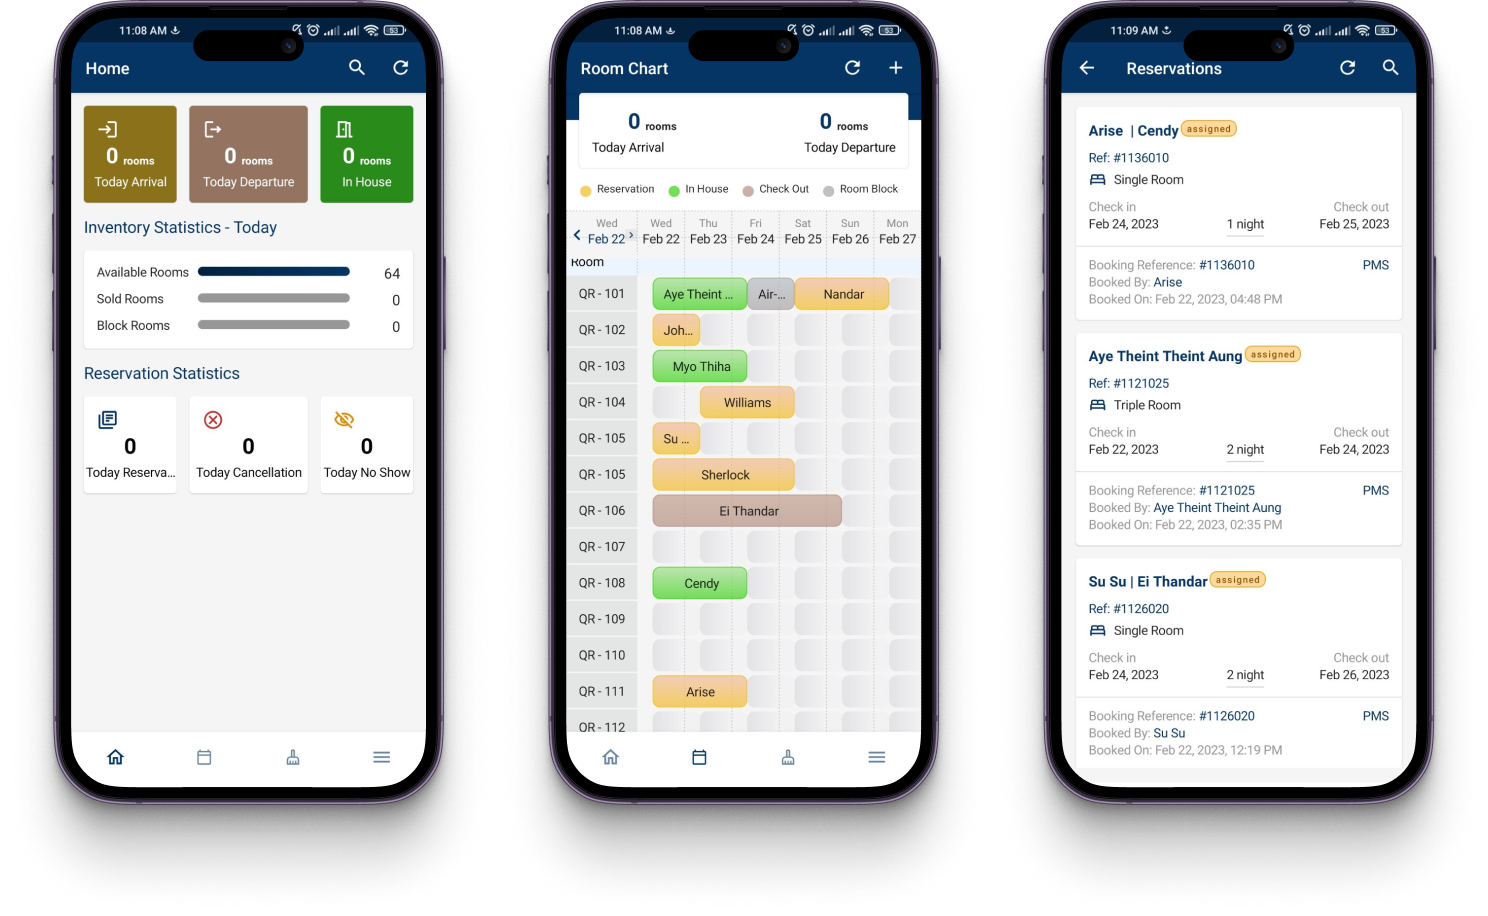 11:08 AM
53
Home
0 rooms
Today Arrival
0 rooms
Today Departure
0 rooms
In House
Inventory Statistics - Today
Available Rooms 64
Sold Rooms 0
Block Rooms 0
Reservation Statistics
0
Today Reserva...
0
Today Cancellation
0
Today No Show
11:08 AM
53
Room Chart
0 rooms
Today Arrival
0 rooms
Today Departure
Reservation In House Check Out Room Block
Wed Wed Thu Fri Sat Sun Mon
Feb 22 Feb 22 Feb 23 Feb 24 Feb 25 Feb 26 Feb 27
Room
QR - 101 Aye Theint ... Air-... Nandar
QR - 102 Joh...
QR - 103 Myo Thiha
QR - 104 Williams
QR - 105 Su ...
QR - 105 Sherlock
QR - 106 Ei Thandar
QR - 107
QR - 108 Cendy
QR - 109
QR - 110
QR - 111 Arise
QR - 112
11:09 AM
53
Reservations
Arise | Cendy assigned
Ref: #1136010
Single Room
Check in Check out
Feb 24, 2023 1 night Feb 25, 2023
Booking Reference: #1136010 PMS
Booked By: Arise
Booked On: Feb 22, 2023, 04:48 PM
Aye Theint Theint Aung assigned
Ref: #1121025
Triple Room
Check in Check out
Feb 22, 2023 2 night Feb 24, 2023
Booking Reference: #1121025 PMS
Booked By: Aye Theint Theint Aung
Booked On: Feb 22, 2023, 02:35 PM
Su Su | Ei Thandar assigned
Ref: #1126020
Single Room
Check in Check out
Feb 24, 2023 2 night Feb 26, 2023
Booking Reference: #1126020 PMS
Booked By: Su Su
Booked On: Feb 22, 2023, 12:19 PM